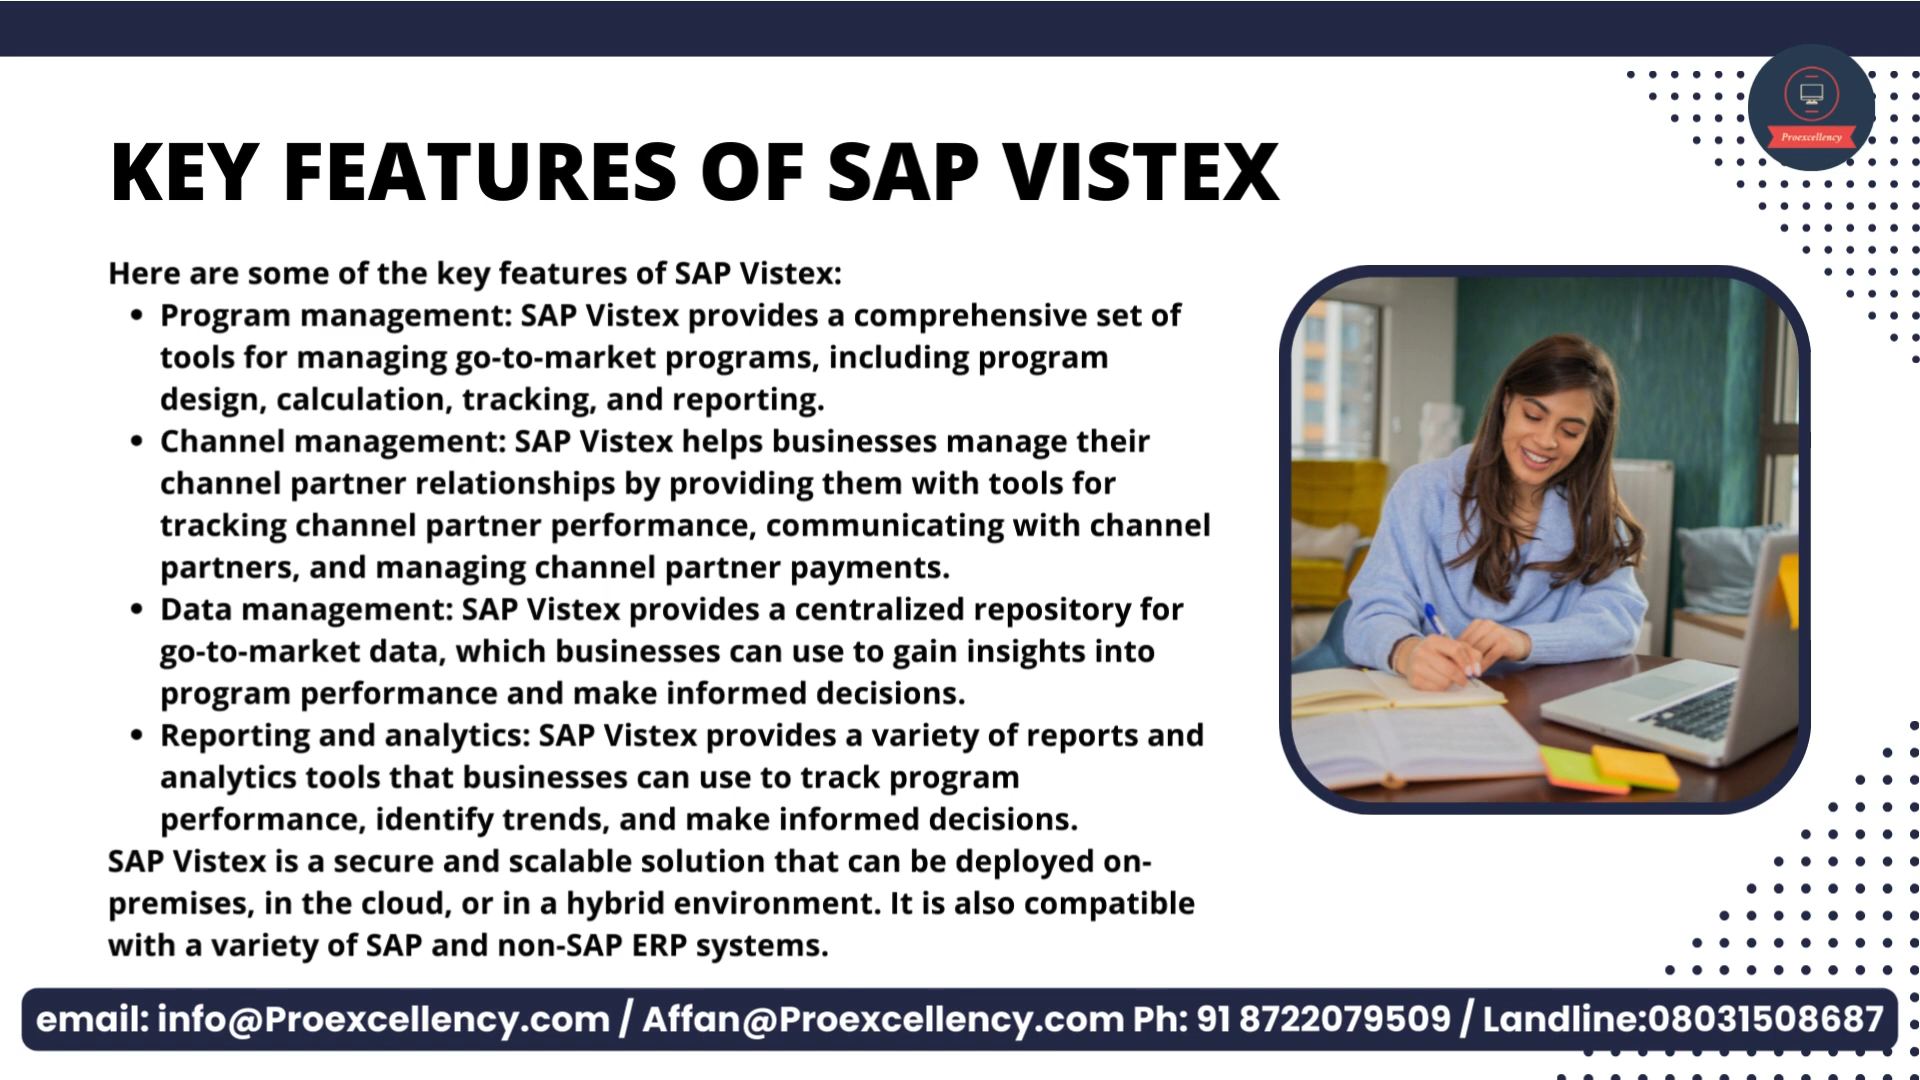 Proexcellency
KEY FEATURES OF SAP VISTEX
Here are some of the key features of SAP Vistex:
• Program management: SAP Vistex provides a comprehensive set of
tools for managing go-to-market programs, including program
design, calculation, tracking, and reporting.
• Channel management: SAP Vistex helps businesses manage their
channel partner relationships by providing them with tools for
tracking channel partner performance, communicating with channel
partners, and managing channel partner payments.
• Data management: SAP Vistex provides a centralized repository for
go-to-market data, which businesses can use to gain insights into
program performance and make informed decisions.
• Reporting and analytics: SAP Vistex provides a variety of reports and
analytics tools that businesses can use to track program
performance, identify trends, and make informed decisions.
SAP Vistex is a secure and scalable solution that can be deployed on-
premises, in the cloud, or in a hybrid environment. It is also compatible
with a variety of SAP and non-SAP ERP systems.
email: info@Proexcellency.com / Affan@Proexcellency.com Ph: 91 8722079509 / Landline:08031508687